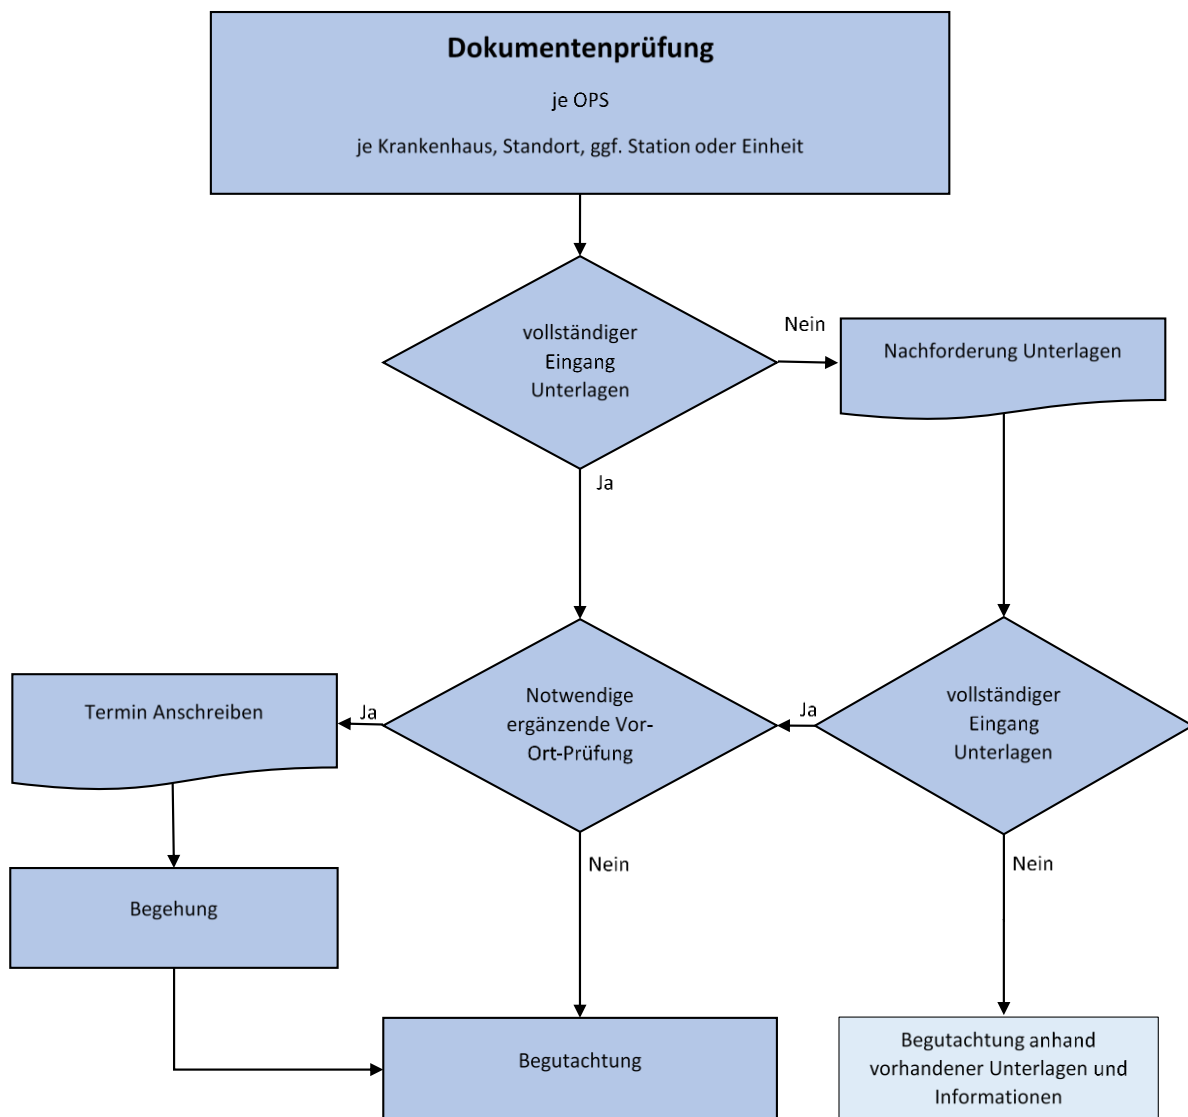 Dokumentenprüfung
je OPS
je Krankenhaus, Standort, ggf. Station oder Einheit
vollständiger
Eingang
Unterlagen
Nein
Nachforderung Unterlagen
Ja
Termin Anschreiben
Ja
Notwendige
ergänzende Vor-
Ort-Prüfung
Ja
vollständiger
Eingang
Unterlagen
Nein
Nein
Begehung
Begutachtung
Begutachtung anhand
vorhandener Unterlagen und
Informationen